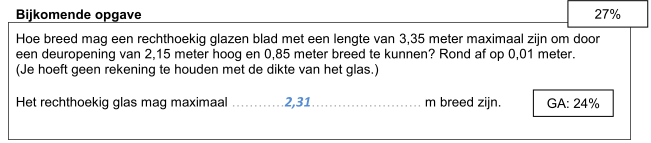 Bijkomende opgave
27%
Hoe breed mag een rechthoekig glazen blad met een lengte van 3,35 meter maximaal zijn om door
een deuropening van 2,15 meter hoog en 0,85 meter breed te kunnen? Rond af op 0,01 meter.
(Je hoeft geen rekening te houden met de dikte van het glas.)
Het rechthoekig glas mag maximaal ............2,31............................ m breed zijn.
GA: 24%